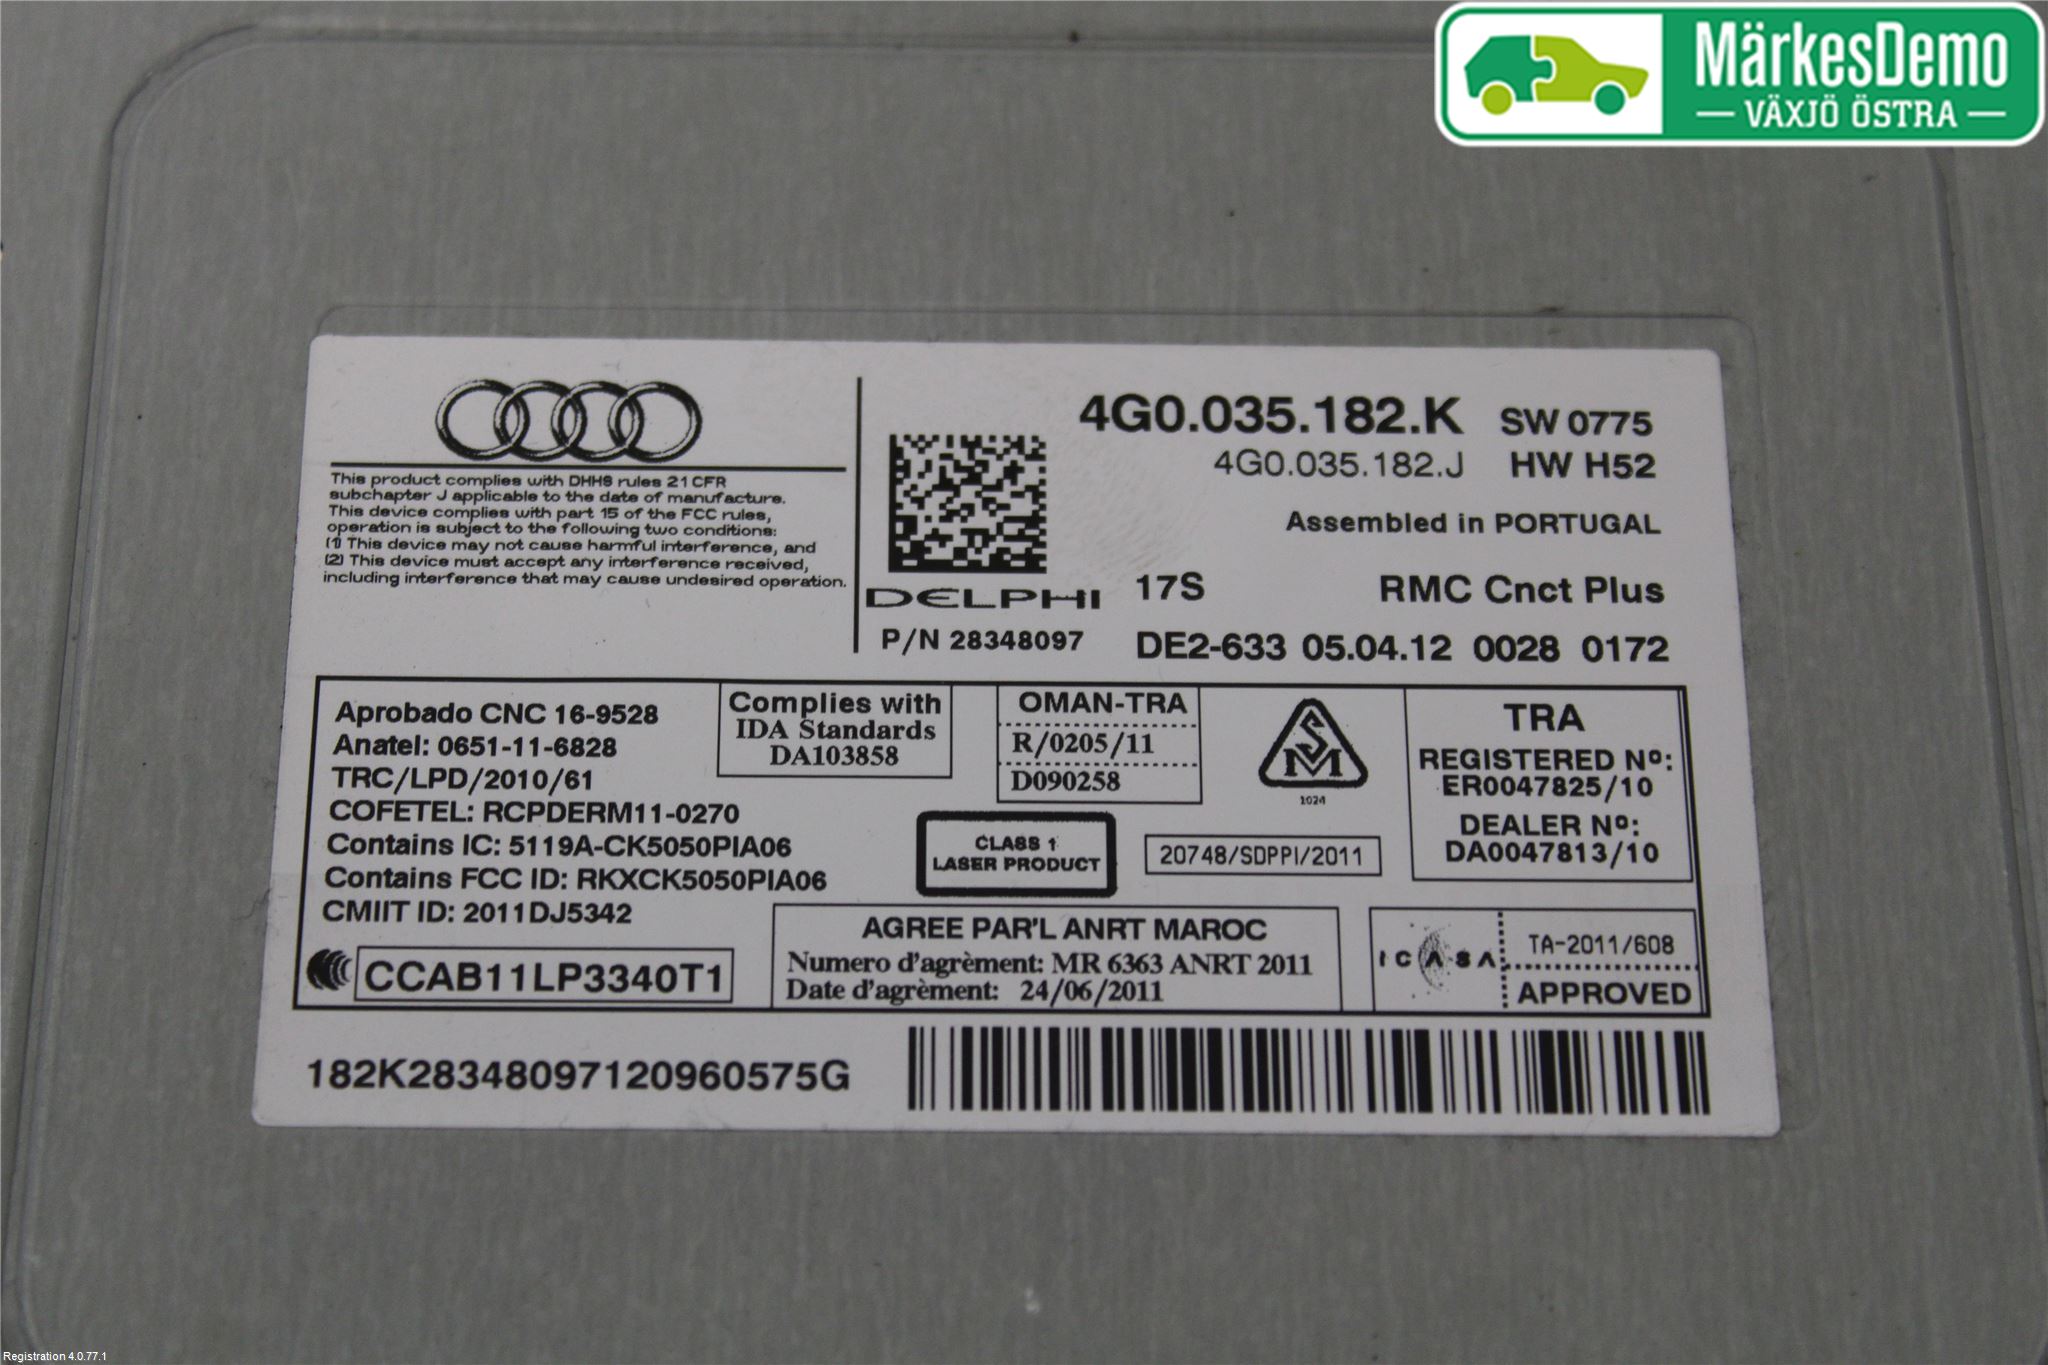 MärkesDemo
VÄXJÖ ÖSTRA
This product complies with DHHS rules 21 CFR
subchapter J applicable to the date of manufacture.
This device complies with part 15 of the FCC rules,
operation is subject to the following two conditions:
(1) This device may not cause harmful interference, and
(2) This device must accept any interference received,
including interference that may cause undesired operation.
DELPHI
P/N 28348097
4G0.035.182.K SW 0775
4G0.035.182.J HW H52
Assembled in PORTUGAL
17S RMC Cnct Plus
DE2-633 05.04.12 0028 0172
Aprobado CNC 16-9528
Anatel: 0651-11-6828
TRC/LPD/2010/61
COFETEL: RCPDERM11-0270
Contains IC: 5119A-CK5050PIA06
Contains FCC ID: RKXCK5050PIA06
CMIIT ID: 2011DJ5342
CCAB11LP3340T1
Complies with
IDA Standards
DA103858
OMAN-TRA
R/0205/11
D090258
CLASS 1
LASER PRODUCT
SM
1024
20748/SDPPI/2011
TRA
REGISTERED Nº:
ER0047825/10
DEALER Nº:
DA0047813/10
AGREE PAR'L ANRT MAROC
Numero d'agrèment: MR 6363 ANRT 2011
Date d'agrèment: 24/06/2011
ICASA
TA-2011/608
APPROVED
182K28348097120960575G
Registration 4.0.77.1